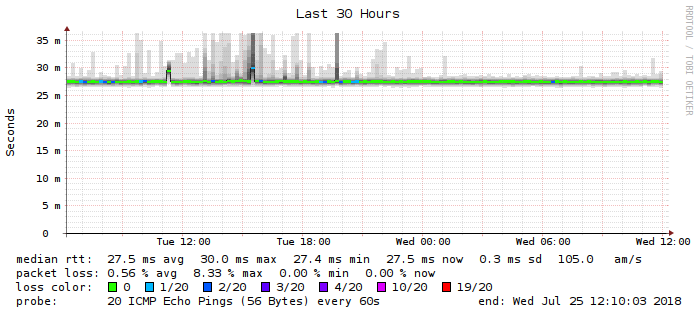 Last 30 Hours
RRDTOOL / TOBI OETIKER
Seconds
35 m
30 m
25 m
20 m
15 m
10 m
5 m
0
Tue 12:00 Tue 18:00 Wed 00:00 Wed 06:00 Wed 12:00
median rtt: 27.5 ms avg 30.0 ms max 27.4 ms min 27.5 ms now 0.3 ms sd 105.0 am/s
packet loss: 0.56 % avg 8.33 % max 0.00 % min 0.00 % now
loss color: 0 1/20 2/20 3/20 4/20 10/20 19/20
probe: 20 ICMP Echo Pings (56 Bytes) every 60s end: Wed Jul 25 12:10:03 2018